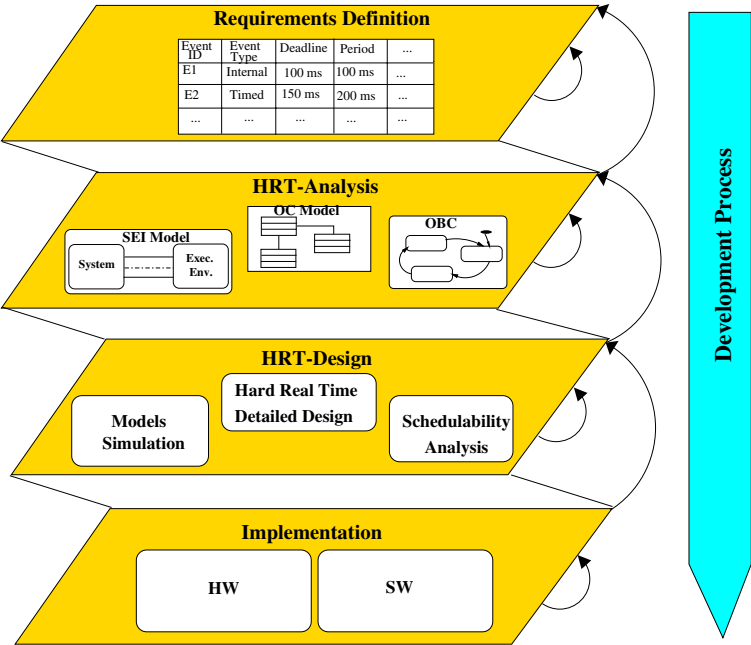 Requirements Definition
Event ID Event Type Deadline Period ...
E1 Internal 100 ms 100 ms ...
E2 Timed 150 ms 200 ms ...
... ... ... ... ...
HRT-Analysis
SEI Model
System
Exec. Env.
OC Model
OBC
HRT-Design
Models
Simulation
Hard Real Time
Detailed Design
Schedulability
Analysis
Implementation
HW
SW
Development Process